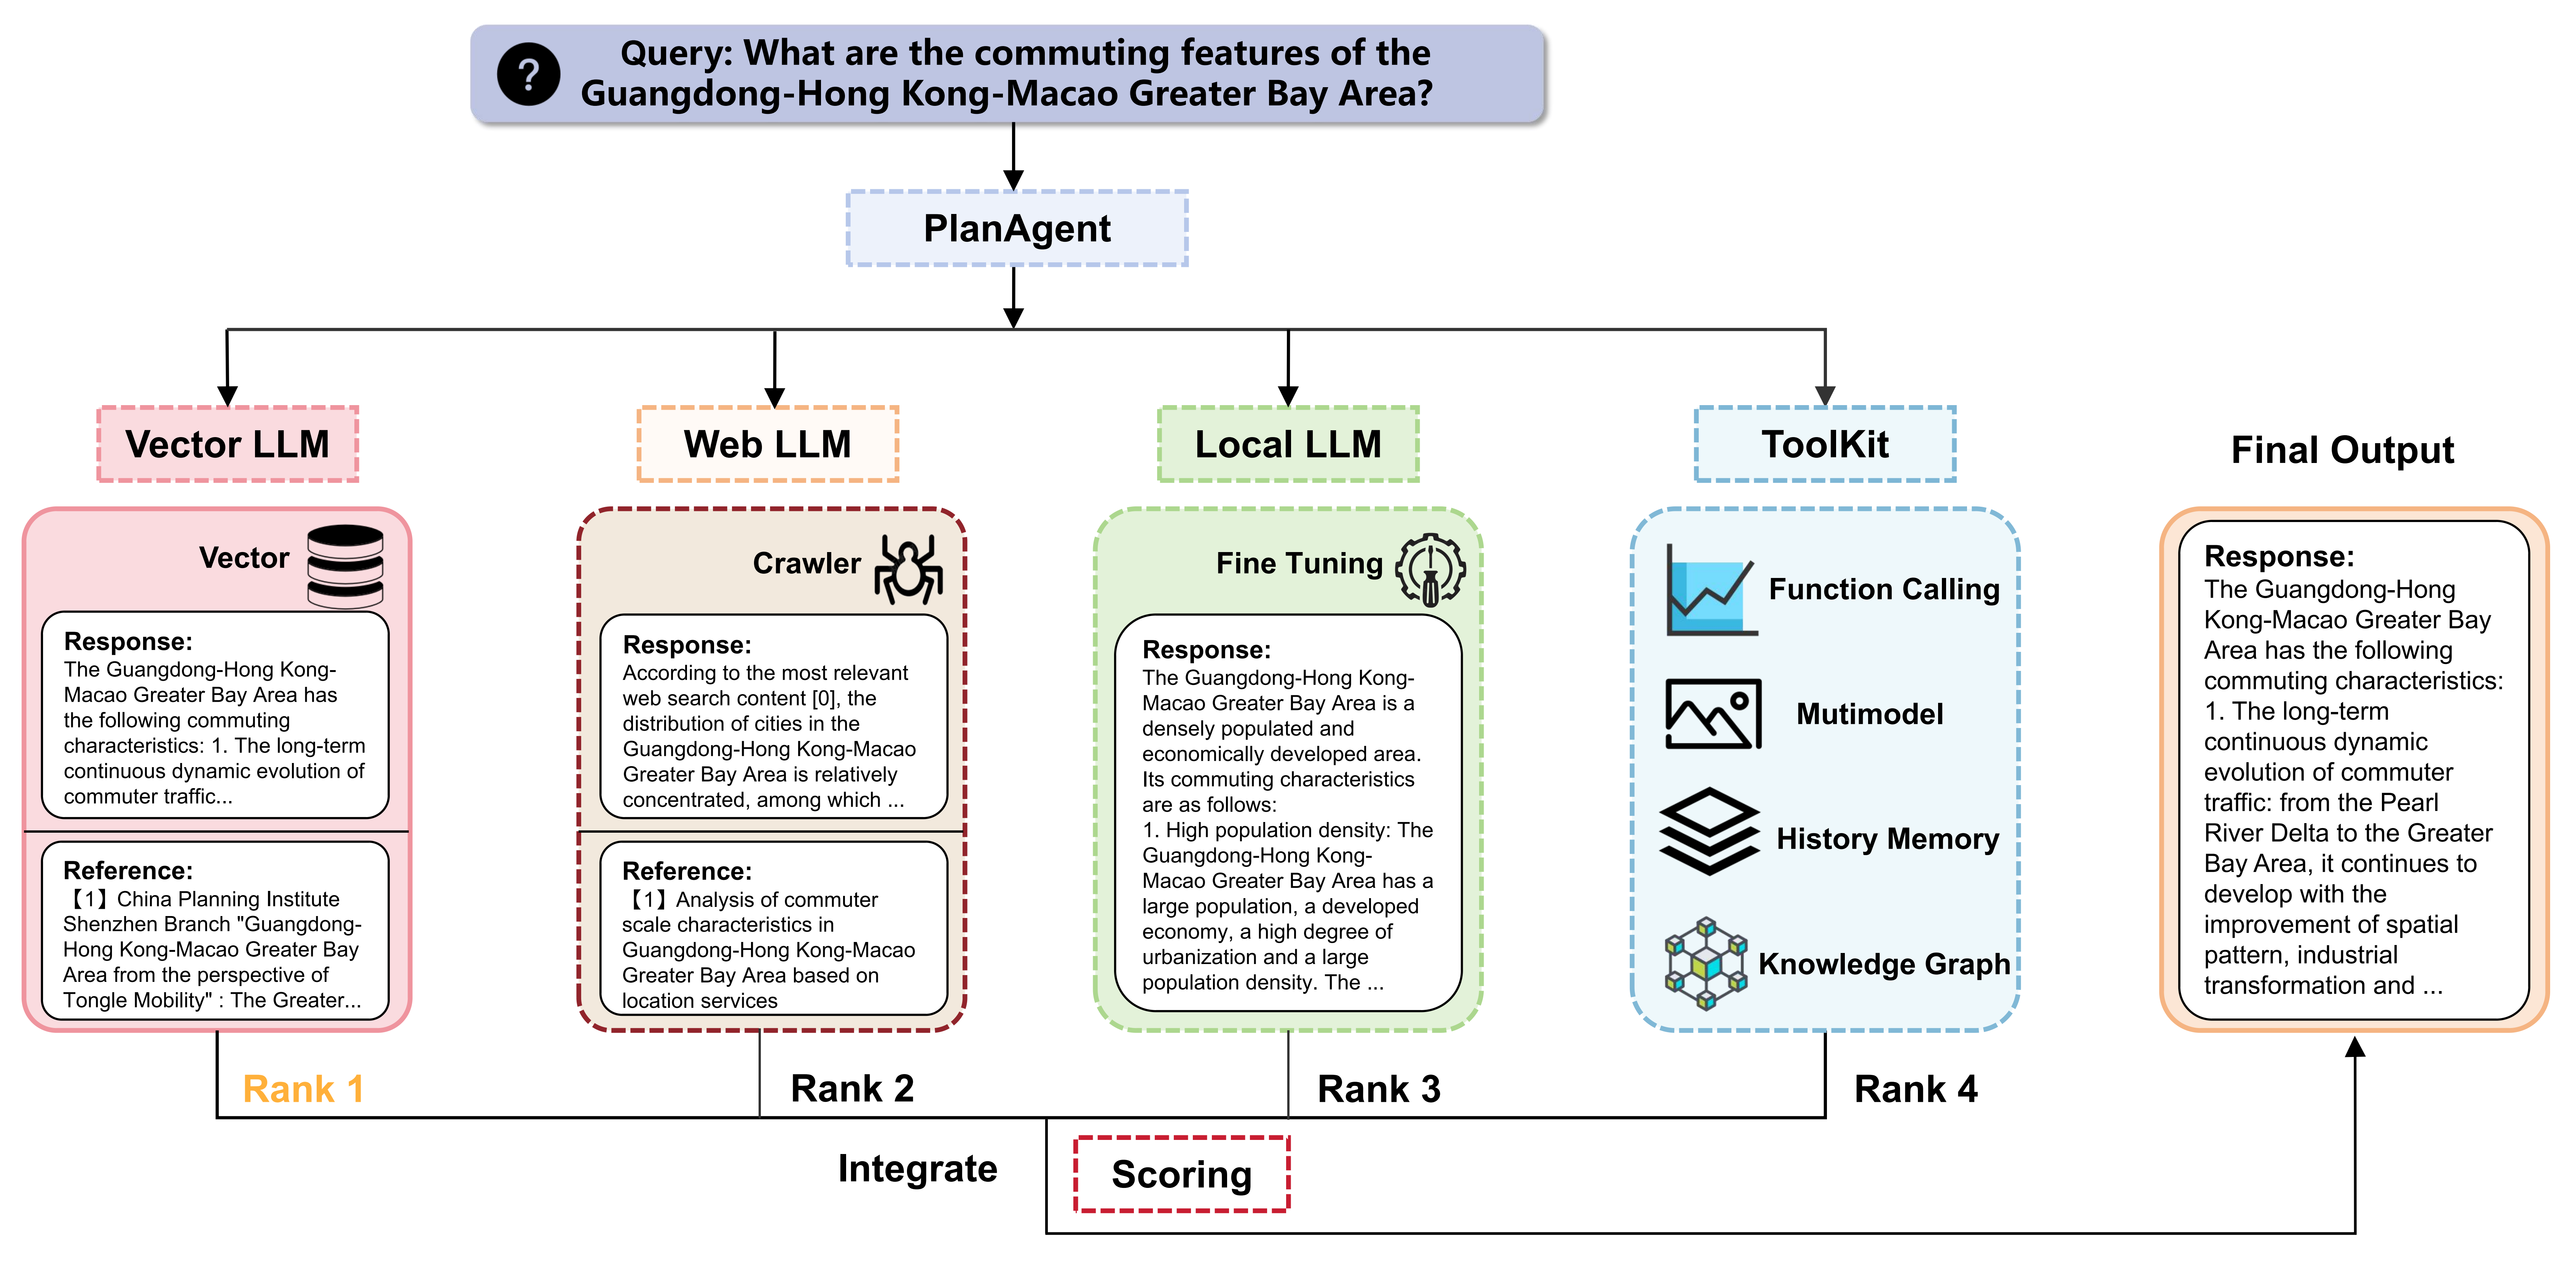 Query: What are the commuting features of the
Guangdong-Hong Kong-Macao Greater Bay Area?
PlanAgent
Vector LLM
Web LLM
Local LLM
ToolKit
Final Output
Vector
Response:
The Guangdong-Hong Kong-
Macao Greater Bay Area has
the following commuting
characteristics: 1. The long-term
continuous dynamic evolution of
commuter traffic...
Reference:
【1】China Planning Institute
Shenzhen Branch "Guangdong-
Hong Kong-Macao Greater Bay
Area from the perspective of
Tongle Mobility" : The Greater...
Crawler
Response:
According to the most relevant
web search content [0], the
distribution of cities in the
Guangdong-Hong Kong-Macao
Greater Bay Area is relatively
concentrated, among which ...
Reference:
【1】Analysis of commuter
scale characteristics in
Guangdong-Hong Kong-Macao
Greater Bay Area based on
location services
Fine Tuning
Response:
The Guangdong-Hong Kong-
Macao Greater Bay Area is a
densely populated and
economically developed area.
Its commuting characteristics
are as follows:
1. High population density: The
Guangdong-Hong Kong-
Macao Greater Bay Area has a
large population, a developed
economy, a high degree of
urbanization and a large
population density. The ...
Function Calling
Mutimodel
History Memory
Knowledge Graph
Response:
The Guangdong-Hong
Kong-Macao Greater Bay
Area has the following
commuting characteristics:
1. The long-term
continuous dynamic
evolution of commuter
traffic: from the Pearl
River Delta to the Greater
Bay Area, it continues to
develop with the
improvement of spatial
pattern, industrial
transformation and ...
Rank 1
Rank 2
Rank 3
Rank 4
Integrate
Scoring